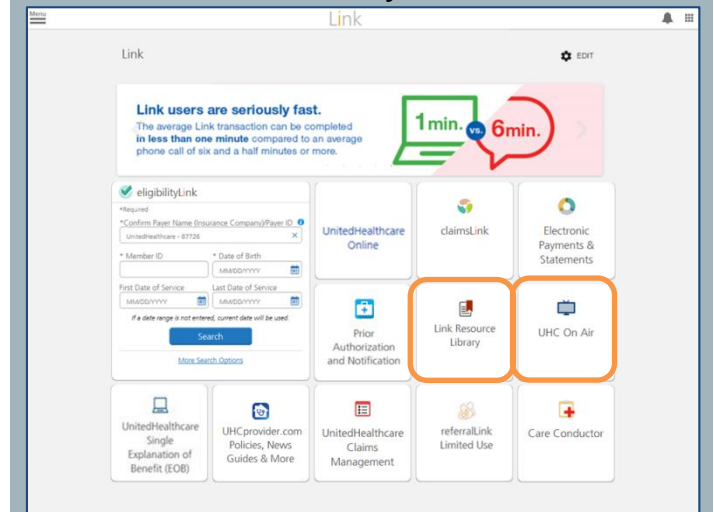 Menu
Link
Link
EDIT
Link users are seriously fast.
The average Link transaction can be completed
in less than one minute compared to an average
phone call of six and a half minutes or more.
1 min. vs. 6 min.
eligibilityLink
*Required
*Confirm Payer Name (Insurance Company)/Payer ID
UnitedHealthcare - 87726
* Member ID
* Date of Birth
MM/DD/YYYY
First Date of Service
Last Date of Service
MM/DD/YYYY
MM/DD/YYYY
If a date range is not entered, current date will be used.
Search
More Search Options
UnitedHealthcare
Online
claimsLink
Electronic
Payments &
Statements
Prior
Authorization
and Notification
Link Resource
Library
UHC On Air
UnitedHealthcare
Single
Explanation of
Benefit (EOB)
UHCprovider.com
Policies, News
Guides & More
UnitedHealthcare
Claims
Management
referralLink
Limited Use
Care Conductor